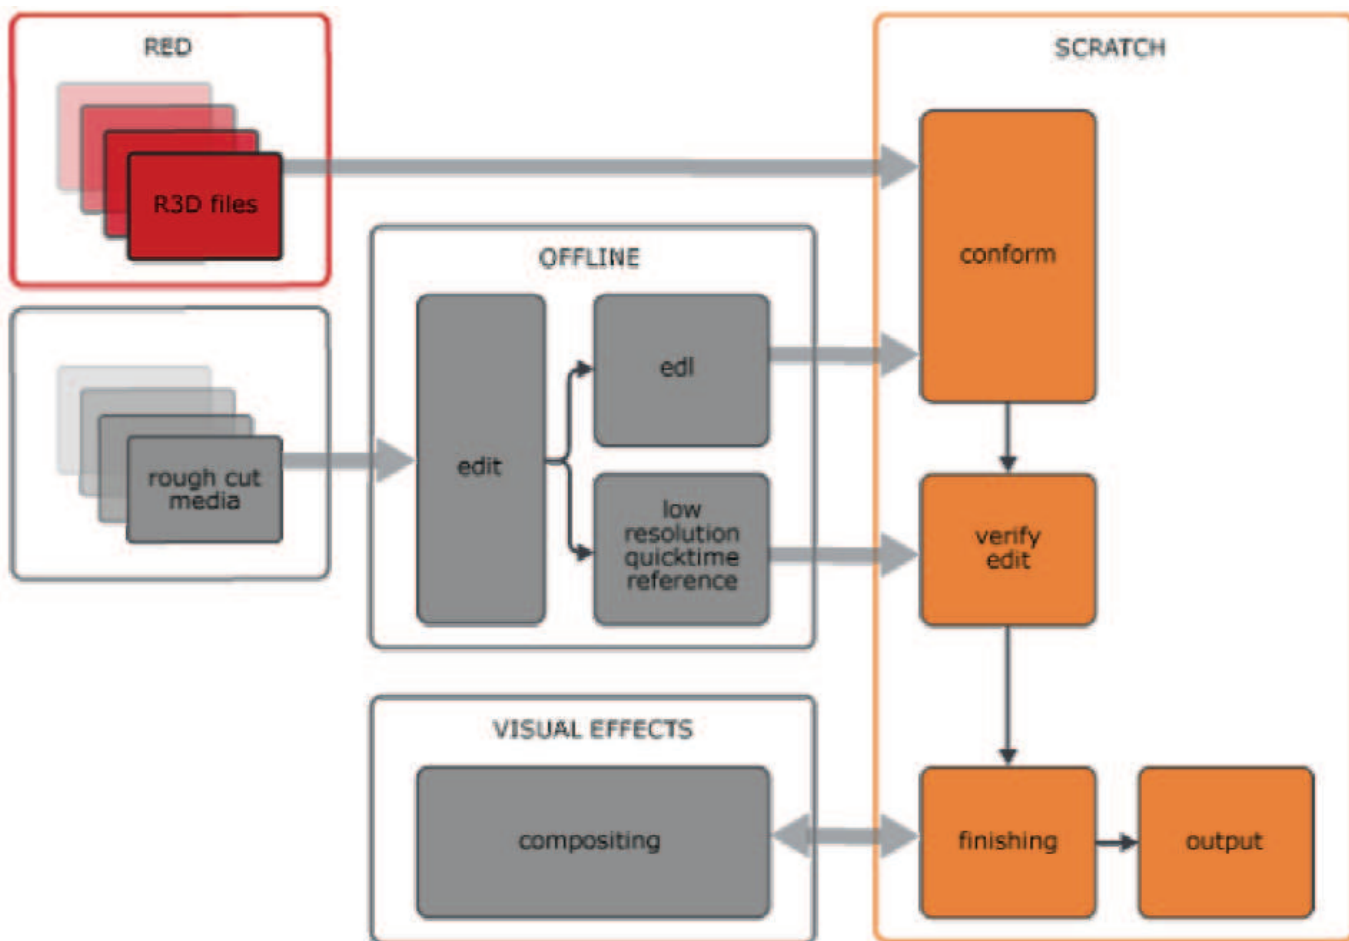 RED
R3D files
rough cut
media
OFFLINE
edit
edl
low
resolution
quicktime
reference
VISUAL EFFECTS
compositing
SCRATCH
conform
verify
edit
finishing
output